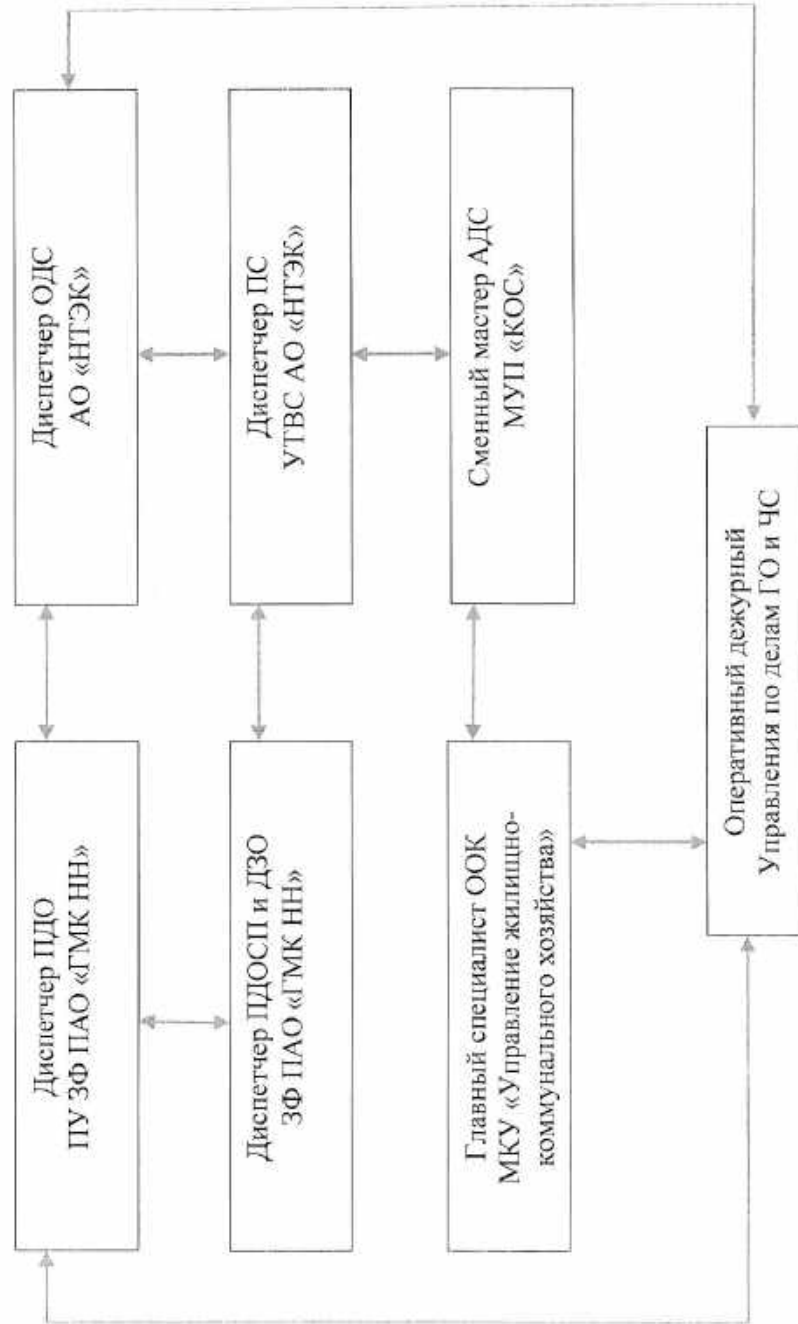 Диспетчер ПДО
ПУ ЗФ ПАО «ГМК НН»
Диспетчер ОДС
АО «НТЭК»
Диспетчер ПДОСП и ДЗО
ЗФ ПАО «ГМК НН»
Диспетчер ПС
УТВС АО «НТЭК»
Главный специалист ООК
МКУ «Управление жилищно-
коммунального хозяйства»
Сменный мастер АДС
МУП «КОС»
Оперативный дежурный
Управления по делам ГО и ЧС